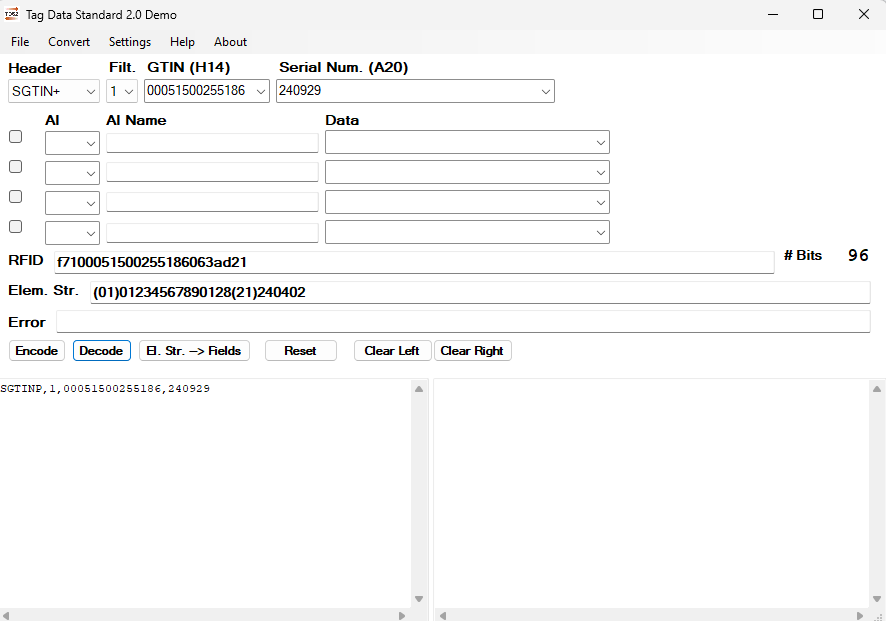 Tag Data Standard 2.0 Demo
File Convert Settings Help About
Header Filt. GTIN (H14) Serial Num. (A20)
SGTIN+ 1 00051500255186 240929
AI AI Name Data
RFID f7100051500255186063ad21 # Bits 96
Elem. Str. (01)01234567890128(21)240402
Error
Encode Decode El. Str. --> Fields Reset Clear Left Clear Right
SGTINP,1,00051500255186,240929